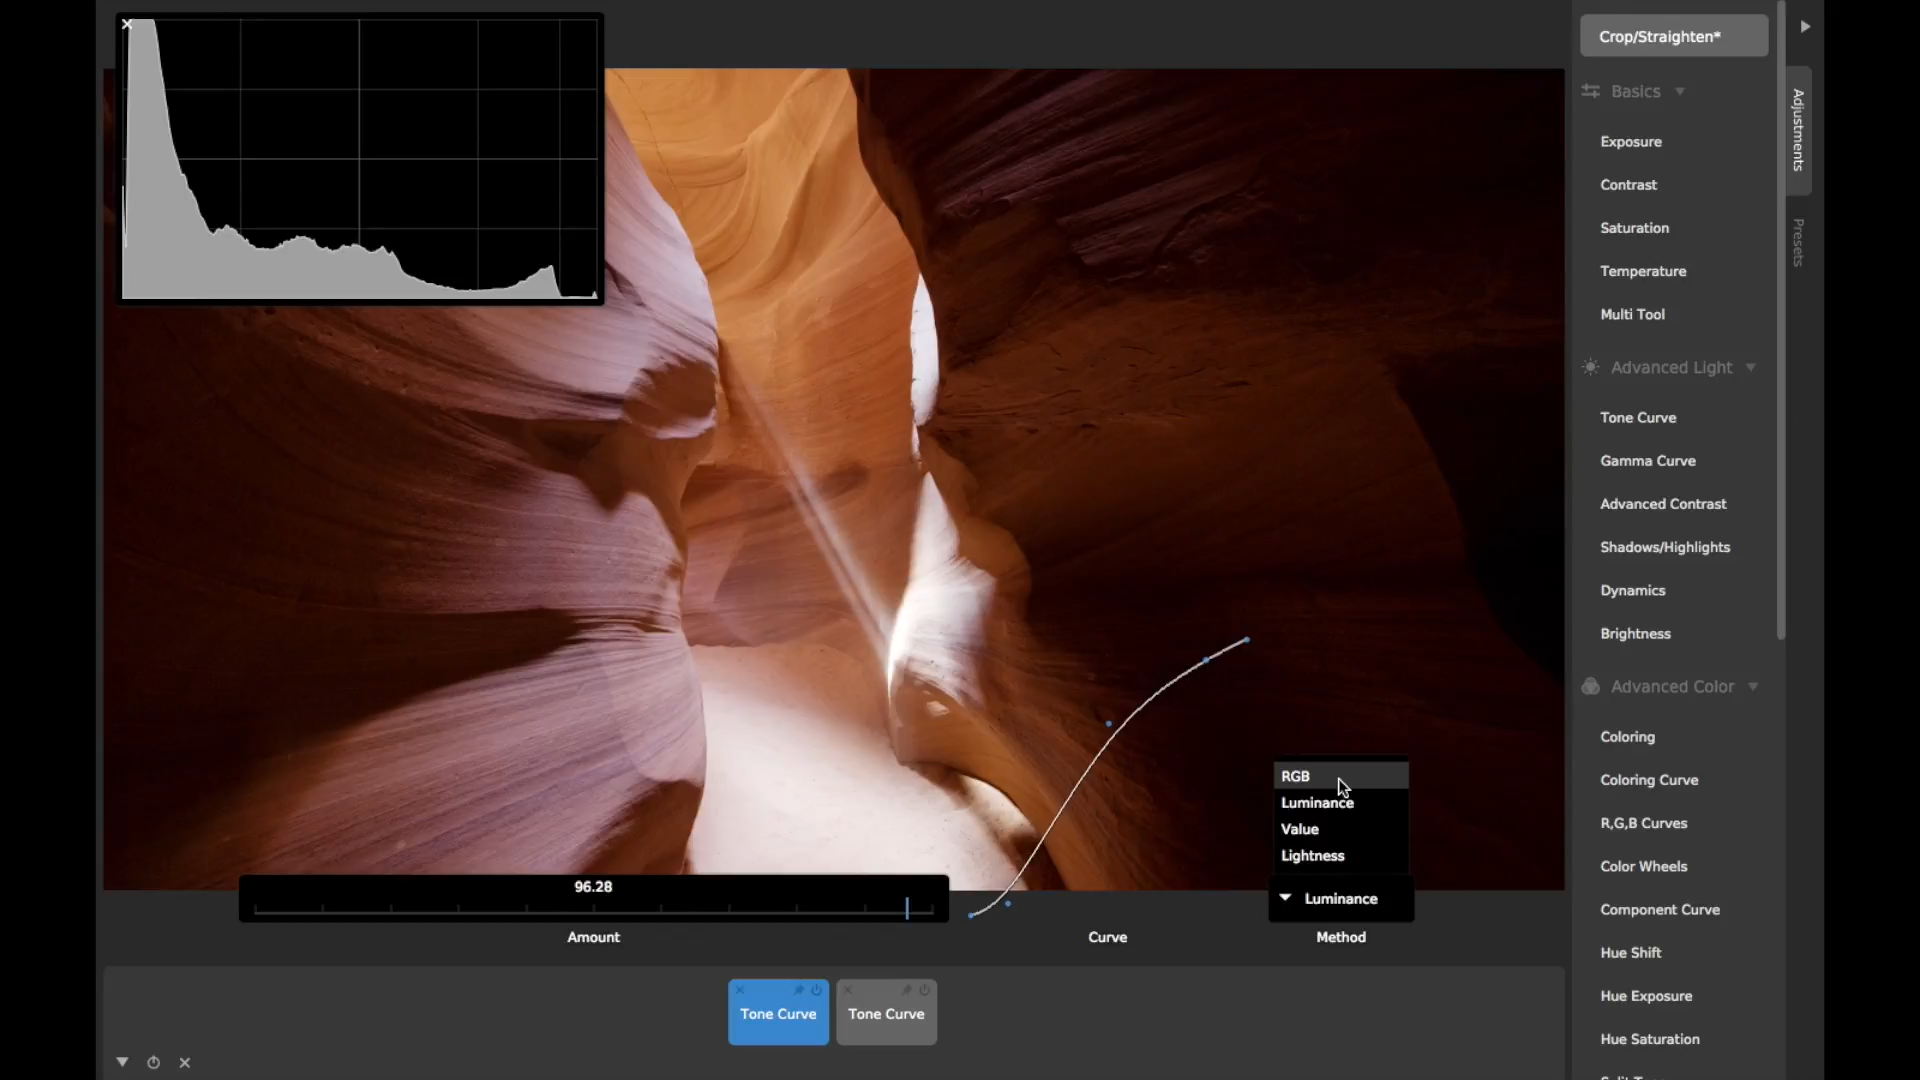 Crop/Straighten*
Basics
Exposure
Contrast
Saturation
Temperature
Multi Tool
Advanced Light
Tone Curve
Gamma Curve
Advanced Contrast
Shadows/Highlights
Dynamics
Brightness
Advanced Color
Coloring
Coloring Curve
R,G,B Curves
Color Wheels
Component Curve
Hue Shift
Hue Exposure
Hue Saturation
Adjustments
Presets
RGB
Luminance
Value
Lightness
Luminance
96.28
Amount
Curve
Method
Tone Curve
Tone Curve